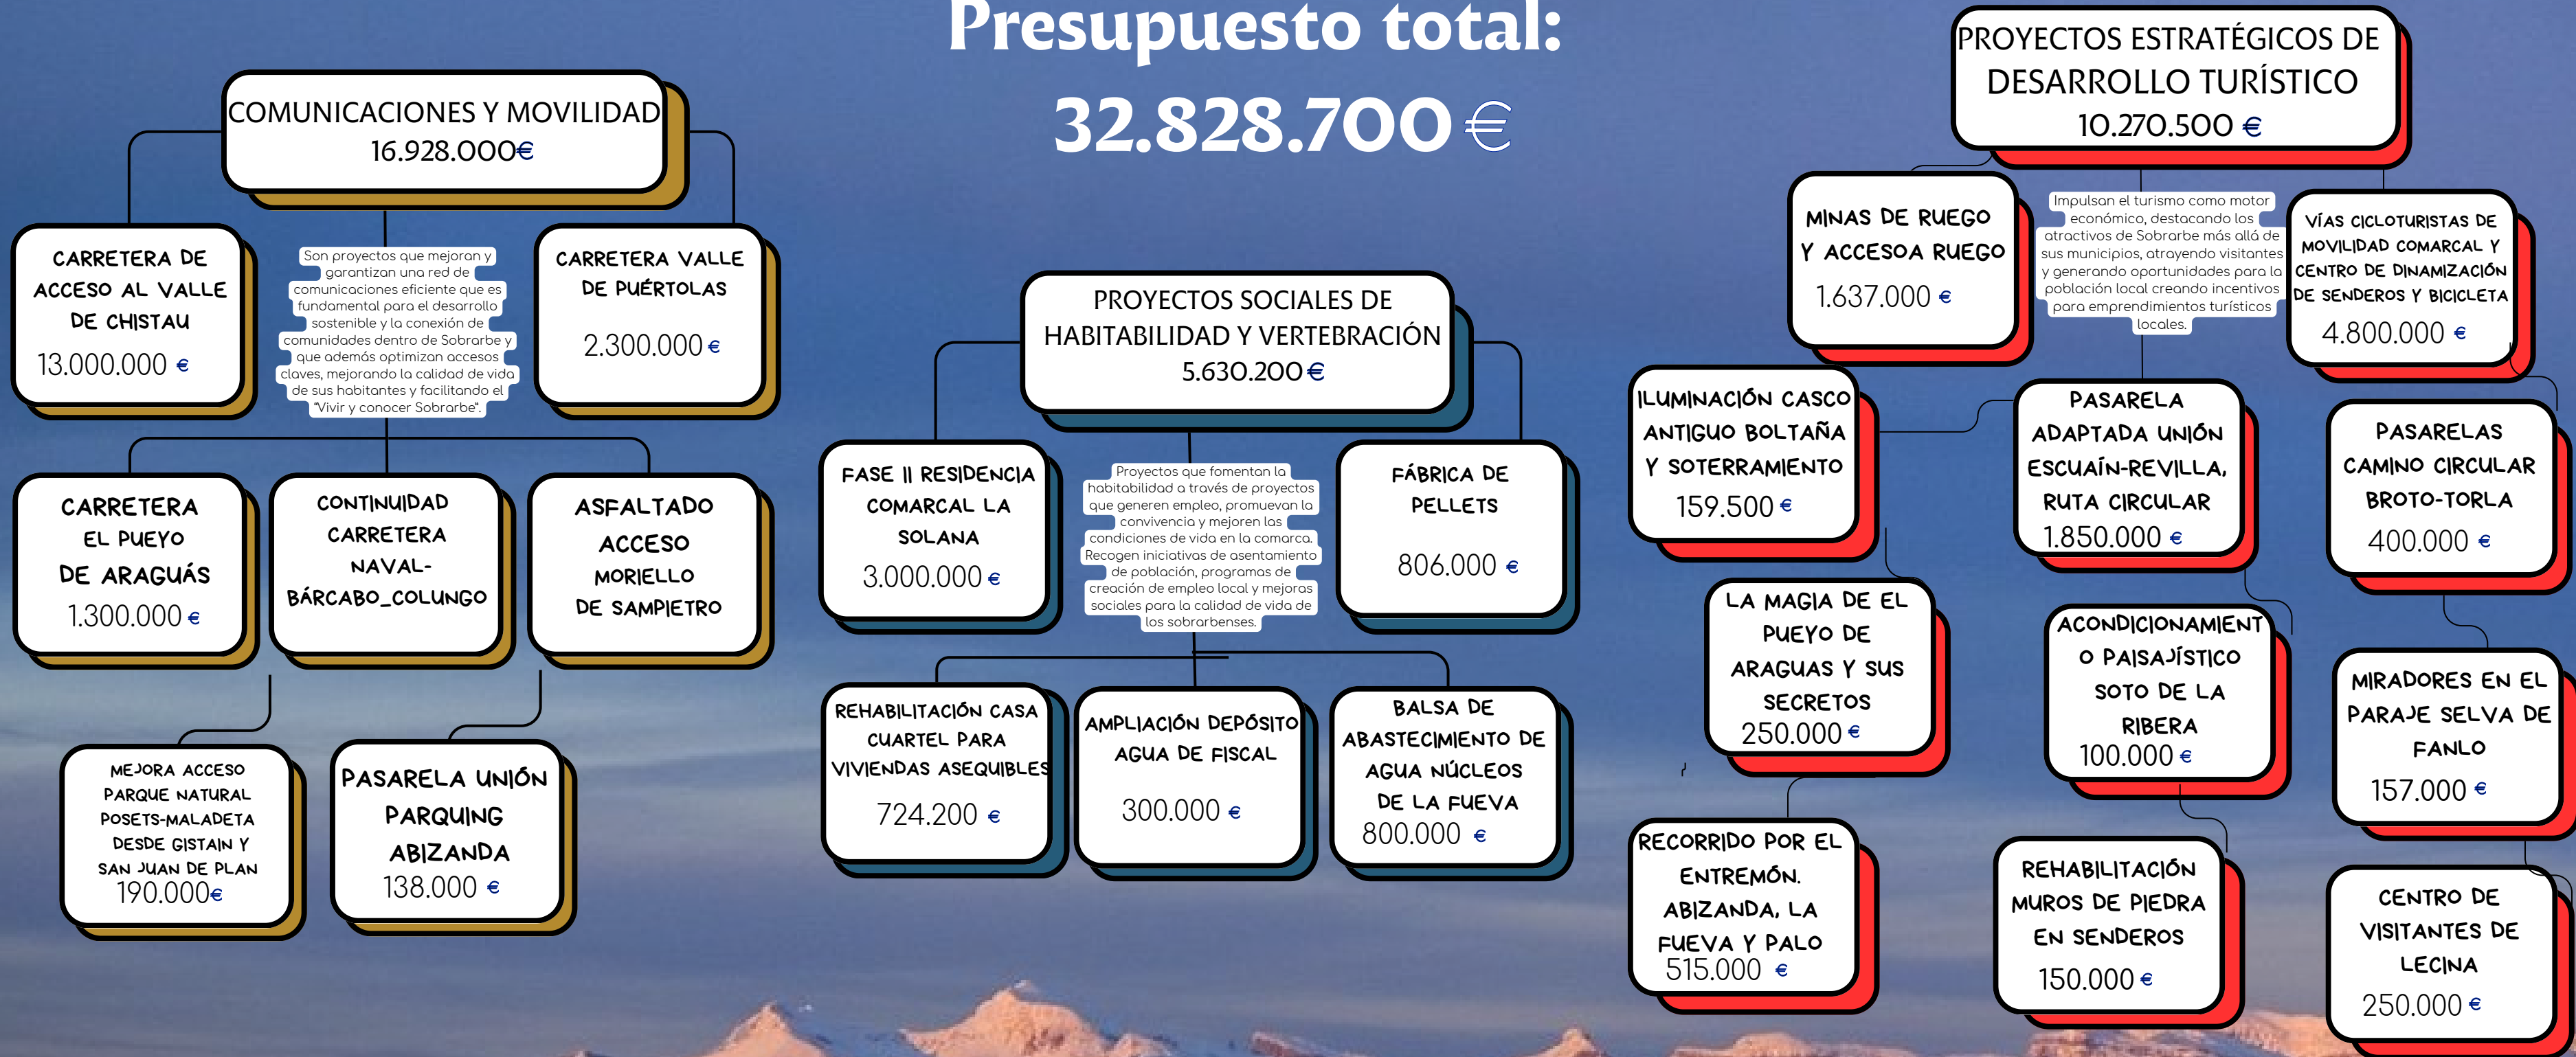 Presupuesto total:
32.828.700 €
COMUNICACIONES Y MOVILIDAD
16.928.000€
CARRETERA DE
ACCESO AL VALLE
DE CHISTAU
13.000.000 €
Son proyectos que mejoran y
garantizan una red de
comunicaciones eficiente que es
fundamental para el desarrollo
sostenible y la conexión de
comunidades dentro de Sobrarbe y
que además optimizan accesos
claves, mejorando la calidad de vida
de sus habitantes y facilitando el
"Vivir y conocer Sobrarbe".
CARRETERA VALLE
DE PUÉRTOLAS
2.300.000 €
CARRETERA
EL PUEYO
DE ARAGUÁS
1.300.000 €
CONTINUIDAD
CARRETERA
NAVAL-
BÁRCABO_COLUNGO
ASFALTADO
ACCESO
MORIELLO
DE SAMPIETRO
MEJORA ACCESO
PARQUE NATURAL
POSETS-MALADETA
DESDE GISTAIN Y
SAN JUAN DE PLAN
190.000€
PASARELA UNIÓN
PARQUING
ABIZANDA
138.000 €
PROYECTOS SOCIALES DE
HABITABILIDAD Y VERTEBRACIÓN
5.630.200 €
FASE II RESIDENCIA
COMARCAL LA
SOLANA
3.000.000 €
Proyectos que fomentan la
habitabilidad a través de proyectos
que generen empleo, promuevan la
convivencia y mejoren las
condiciones de vida en la comarca.
Recogen iniciativas de asentamiento
de población, programas de
creación de empleo local y mejoras
sociales para la calidad de vida de
los sobrarbenses.
FÁBRICA DE
PELLETS
806.000 €
REHABILITACIÓN CASA
CUARTEL PARA
VIVIENDAS ASEQUIBLES
724.200 €
AMPLIACIÓN DEPÓSITO
AGUA DE FISCAL
300.000 €
BALSA DE
ABASTECIMIENTO DE
AGUA NÚCLEOS
DE LA FUEVA
800.000 €
PROYECTOS ESTRATÉGICOS DE
DESARROLLO TURÍSTICO
10.270.500 €
MINAS DE RUEGO
Y ACCESOA RUEGO
1.637.000 €
Impulsan el turismo como motor
económico, destacando los
atractivos de Sobrarbe más allá de
sus municipios, atrayendo visitantes
y generando oportunidades para la
población local creando incentivos
para emprendimientos turísticos
locales.
VÍAS CICLOTURISTAS DE
MOVILIDAD COMARCAL Y
CENTRO DE DINAMIZACIÓN
DE SENDEROS Y BICICLETA
4.800.000 €
ILUMINACIÓN CASCO
ANTIGUO BOLTAÑA
Y SOTERRAMIENTO
159.500 €
PASARELA
ADAPTADA UNIÓN
ESCUAÍN-REVILLA,
RUTA CIRCULAR
1.850.000 €
PASARELAS
CAMINO CIRCULAR
BROTO-TORLA
400.000 €
LA MAGIA DE EL
PUEYO DE
ARAGUAS Y SUS
SECRETOS
250.000 €
ACONDICIONAMIENT
O PAISAJÍSTICO
SOTO DE LA
RIBERA
100.000 €
MIRADORES EN EL
PARAJE SELVA DE
FANLO
157.000 €
RECORRIDO POR EL
ENTREMÓN.
ABIZANDA, LA
FUEVA Y PALO
515.000 €
REHABILITACIÓN
MUROS DE PIEDRA
EN SENDEROS
150.000 €
CENTRO DE
VISITANTES DE
LECINA
250.000 €